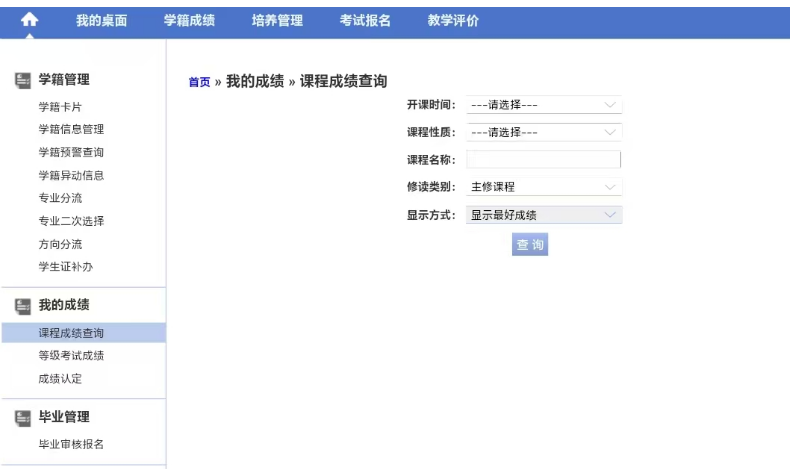 我的桌面 学籍成绩 培养管理 考试报名 教学评价
学籍管理
学籍卡片
学籍信息管理
学籍预警查询
学籍异动信息
专业分流
专业二次选择
方向分流
学生证补办
我的成绩
课程成绩查询
等级考试成绩
成绩认定
毕业管理
毕业审核报名
首页 » 我的成绩 » 课程成绩查询
开课时间： ---请选择---
课程性质： ---请选择---
课程名称：
修读类别： 主修课程
显示方式： 显示最好成绩
查 询